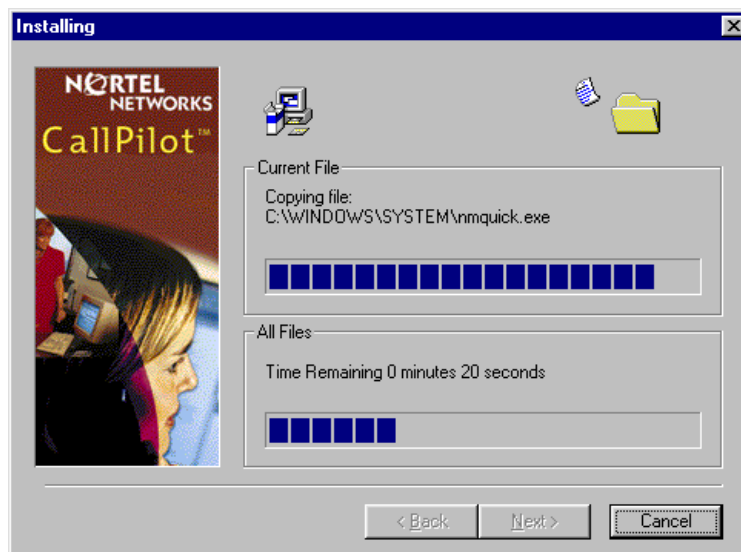 Installing
NORTEL
NETWORKS
CallPilot™
Current File
Copying file:
C:\WINDOWS\SYSTEM\nmquick.exe
All Files
Time Remaining 0 minutes 20 seconds
< Back
Next >
Cancel